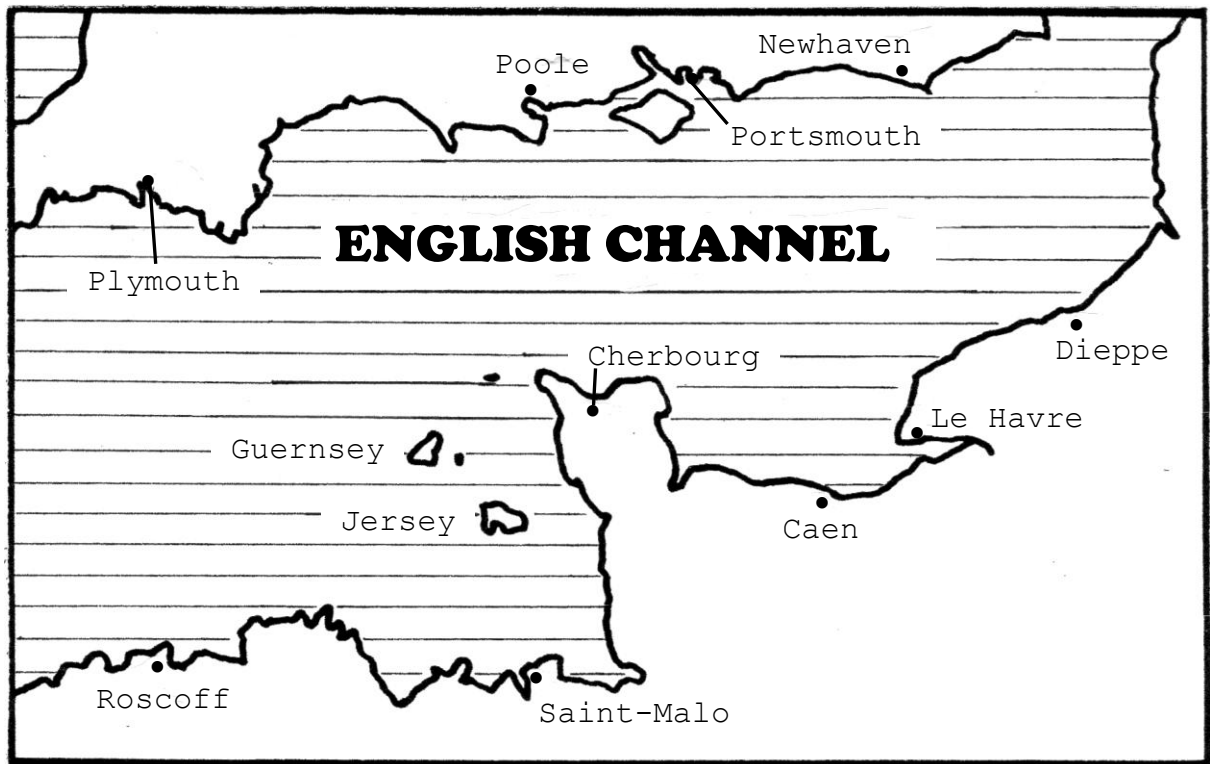 Newhaven
Poole
Portsmouth
ENGLISH CHANNEL
Plymouth
Cherbourg
Dieppe
Le Havre
Guernsey
Jersey
Caen
Roscoff
Saint-Malo